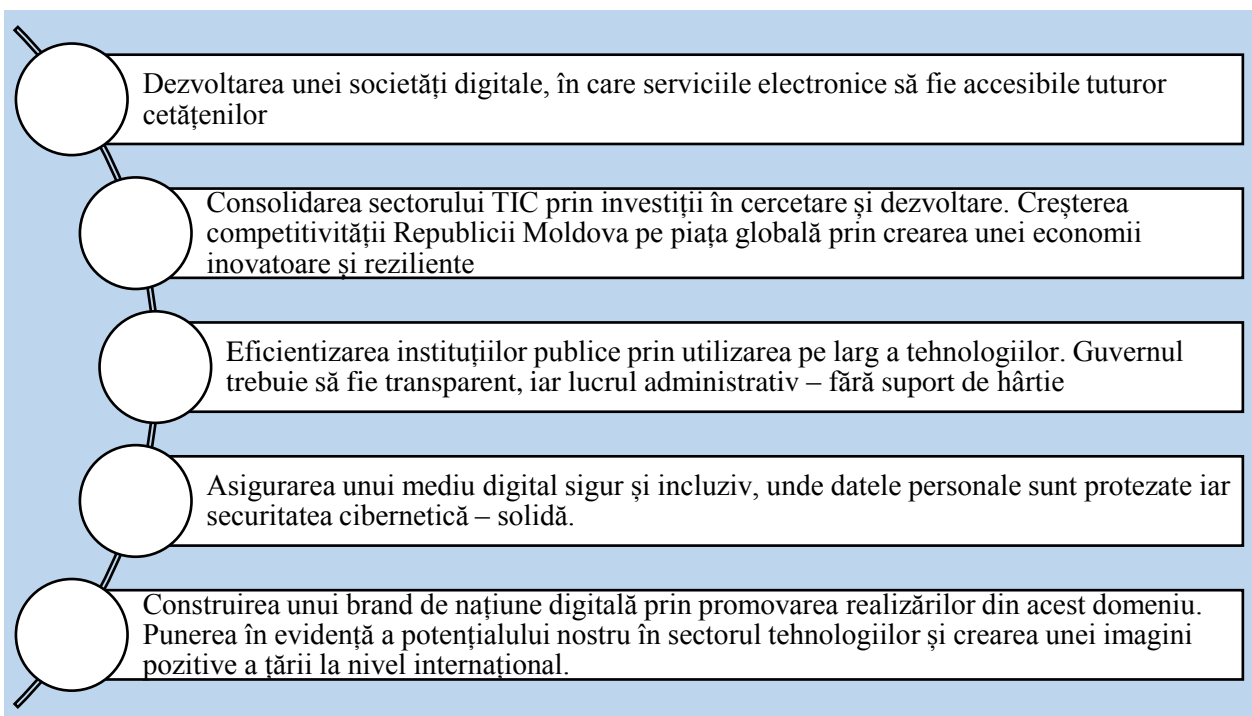 Dezvoltarea unei societăți digitale, în care serviciile electronice să fie accesibile tuturor
cetățenilor
Consolidarea sectorului TIC prin investiții în cercetare și dezvoltare. Creșterea
competitivității Republicii Moldova pe piața globală prin crearea unei economii
inovatoare și reziliente
Eficientizarea instituțiilor publice prin utilizarea pe larg a tehnologiilor. Guvernul
trebuie să fie transparent, iar lucrul administrativ – fără suport de hârtie
Asigurarea unui mediu digital sigur și incluziv, unde datele personale sunt protezate iar
securitatea cibernetică – solidă.
Construirea unui brand de națiune digitală prin promovarea realizărilor din acest domeniu.
Punerea în evidență a potențialului nostru în sectorul tehnologiilor și crearea unei imagini
pozitive a țării la nivel internațional.